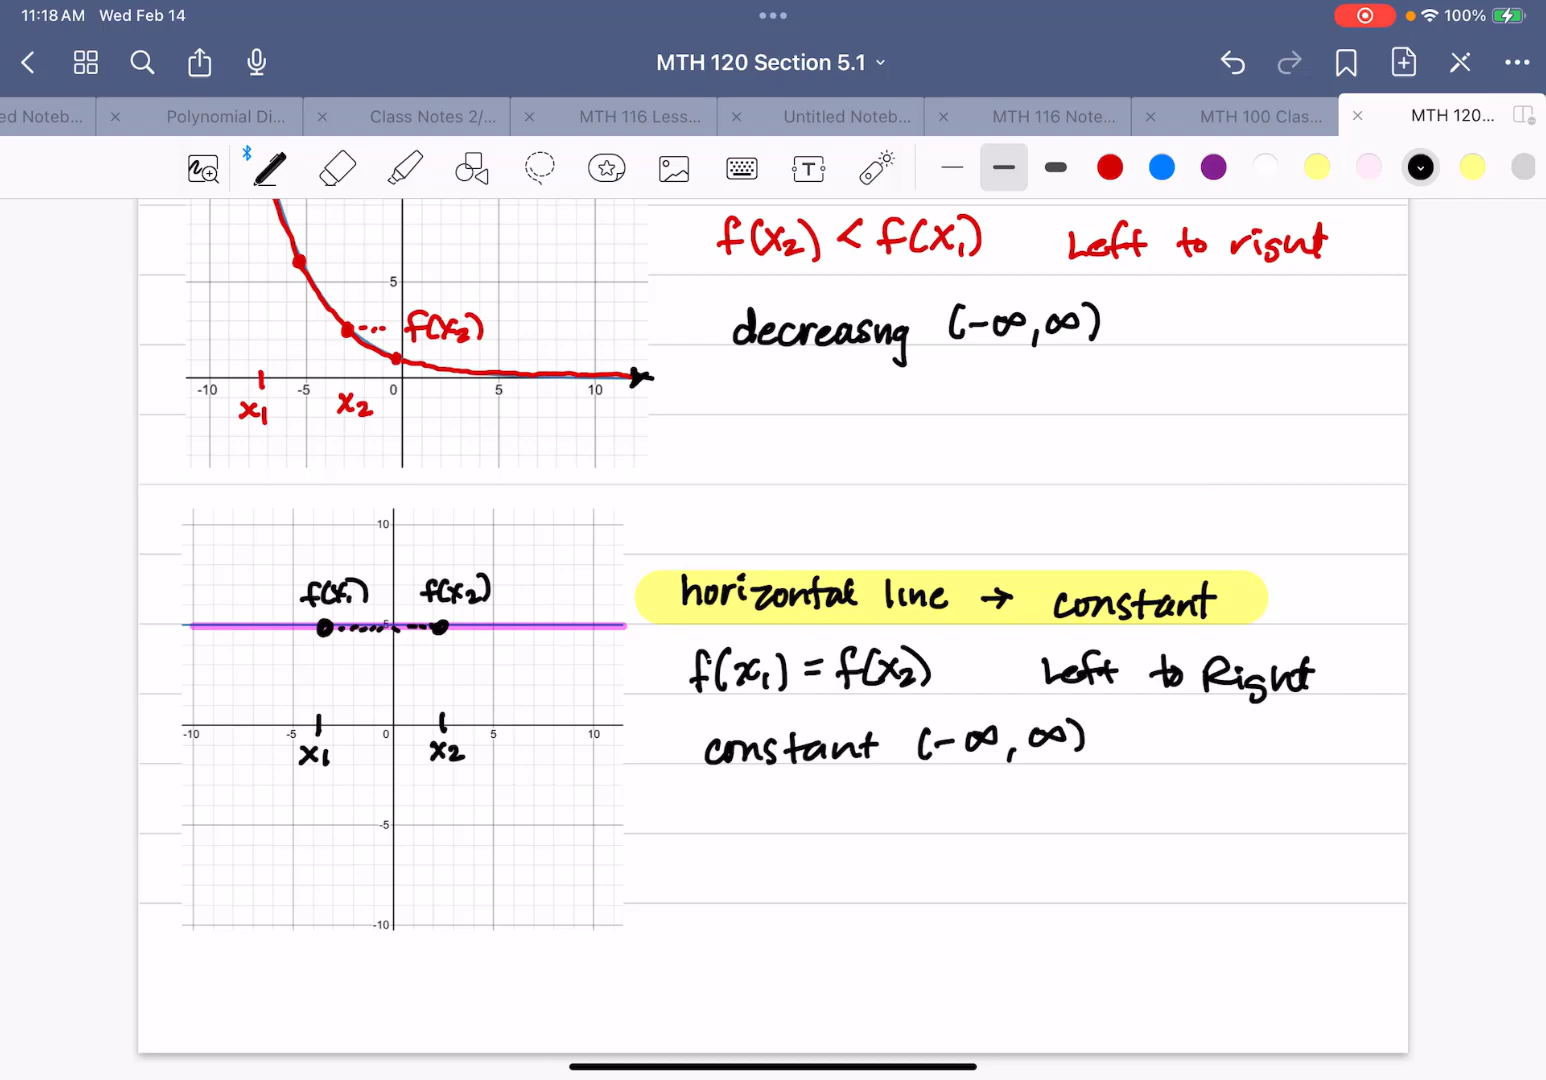 11:18 AM Wed Feb 14
100%
MTH 120 Section 5.1
ed Noteb... Polynomial Di... Class Notes 2/... MTH 116 Less... Untitled Noteb... MTH 116 Note... MTH 100 Clas... MTH 120...
T
f(x₂) < f(x₁) Left to right
5
f(x₂)
decreasng (-∞,∞)
-10 -5 0 5 10
x₁ x₂
10
f(x₁) f(x₂)
horizontal line → constant
5
f(x₁) = f(x₂) Left to Right
-10 -5 0 5 10
x₁ x₂
constant (-∞,∞)
-5
-10